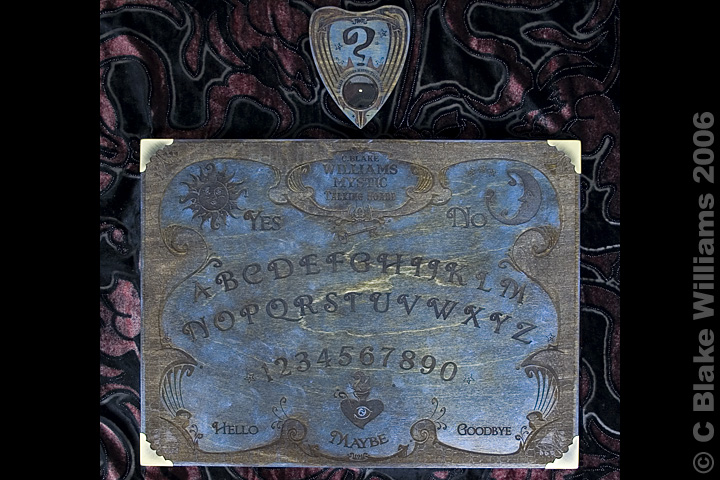 ?
C. BLAKE
WILLIAMS
MYSTIC
TALKING BOARD
YES
NO
ABCDEFGHIJKLM
NOPQRSTUVWXYZ
1234567890
HELLO
MAYBE
GOODBYE
© C Blake Williams 2006